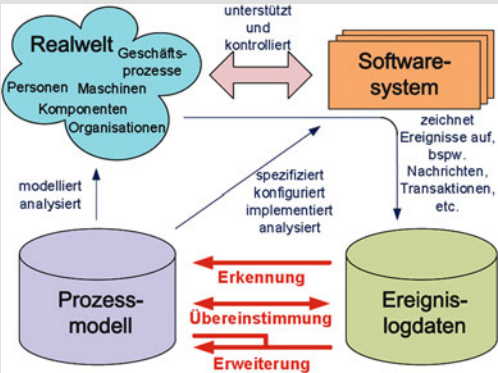 Realwelt
Geschäfts-
prozesse
Personen Maschinen
Komponenten
Organisationen
unterstützt
und
kontrolliert
Software-
system
modelliert
analysiert
spezifiziert
konfiguriert
implementiert
analysiert
zeichnet
Ereignisse auf,
bspw.
Nachrichten,
Transaktionen,
etc.
Prozess-
modell
Erkennung
Übereinstimmung
Erweiterung
Ereignis-
logdaten